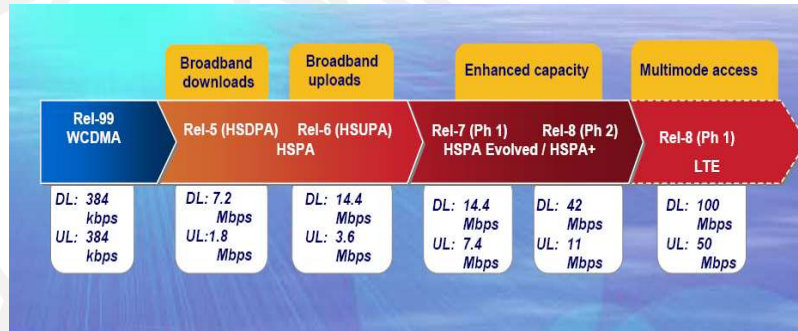 Broadband
downloads
Broadband
uploads
Enhanced capacity
Multimode access
Rel-99
WCDMA
Rel-5 (HSDPA) Rel-6 (HSUPA)
HSPA
Rel-7 (Ph 1) Rel-8 (Ph 2)
HSPA Evolved / HSPA+
Rel-8 (Ph 1)
LTE
DL: 384
kbps
UL: 384
kbps
DL: 7.2
Mbps
UL:1.8
Mbps
DL: 14.4
Mbps
UL: 3.6
Mbps
DL: 14.4
Mbps
UL: 7.4
Mbps
DL: 42
Mbps
UL: 11
Mbps
DL: 100
Mbps
UL: 50
Mbps